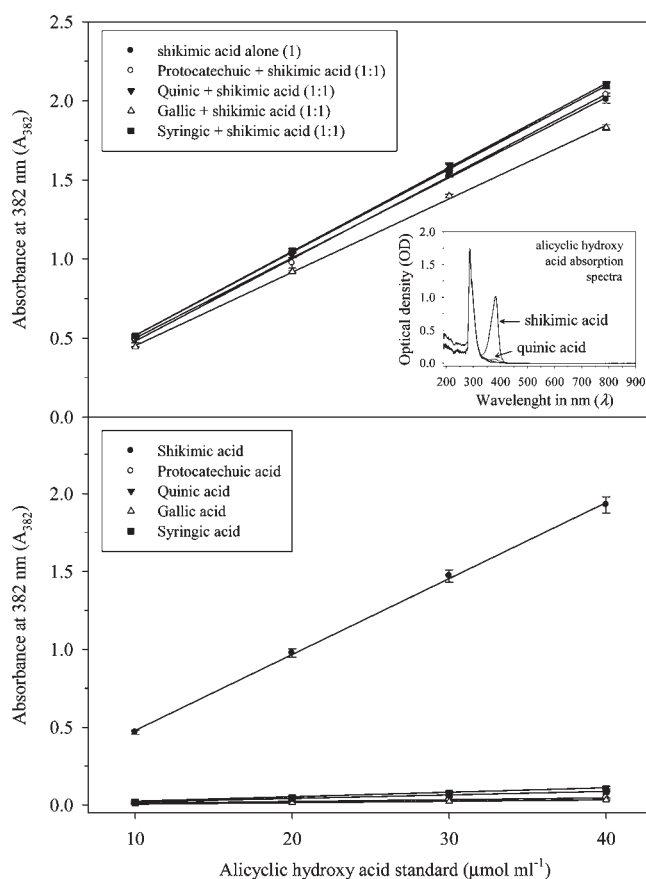 2.5
2.0
1.5
1.0
0.5
0.0
Absorbance at 382 nm (A382)
shikimic acid alone (1)
Protocatechuic + shikimic acid (1:1)
Quinic + shikimic acid (1:1)
Gallic + shikimic acid (1:1)
Syringic + shikimic acid (1:1)
2.0
1.5
1.0
0.5
0.0
Optical density (OD)
alicyclic hydroxy
acid absorption
spectra
shikimic acid
quinic acid
200 300 400 500 600 700 800 900
Wavelenght in nm (λ)
2.0
1.5
1.0
0.5
0.0
Absorbance at 382 nm (A382)
Shikimic acid
Protocatechuic acid
Quinic acid
Gallic acid
Syringic acid
10 20 30 40
Alicyclic hydroxy acid standard (μmol ml-1)